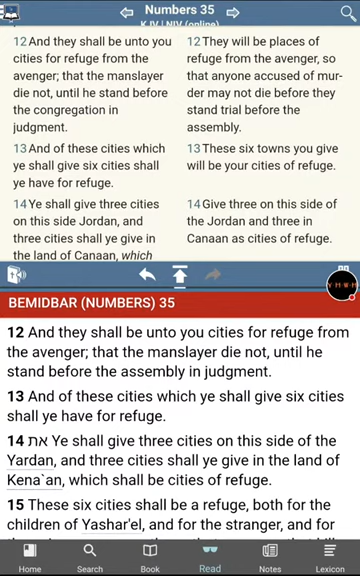 Numbers 35
KJV | NIV (online)
12 And they shall be unto you
cities for refuge from the
avenger; that the manslayer
die not, until he stand before
the congregation in
judgment.
13 And of these cities which
ye shall give six cities shall
ye have for refuge.
14 Ye shall give three cities
on this side Jordan, and
three cities shall ye give in
the land of Canaan, which
12 They will be places of
refuge from the avenger, so
that anyone accused of mur-
der may not die before they
stand trial before the
assembly.
13 These six towns you give
will be your cities of refuge.
14 Give three on this side of
the Jordan and three in
Canaan as cities of refuge.
Y·H·W·H
BEMIDBAR (NUMBERS) 35
12 And they shall be unto you cities for refuge from
the avenger; that the manslayer die not, until he
stand before the assembly in judgment.
13 And of these cities which ye shall give six cities
shall ye have for refuge.
14 את Ye shall give three cities on this side of the
Yardan, and three cities shall ye give in the land of
Kena`an, which shall be cities of refuge.
15 These six cities shall be a refuge, both for the
children of Yashar'el, and for the stranger, and for
Home
Search
Book
Read
Notes
Lexicon